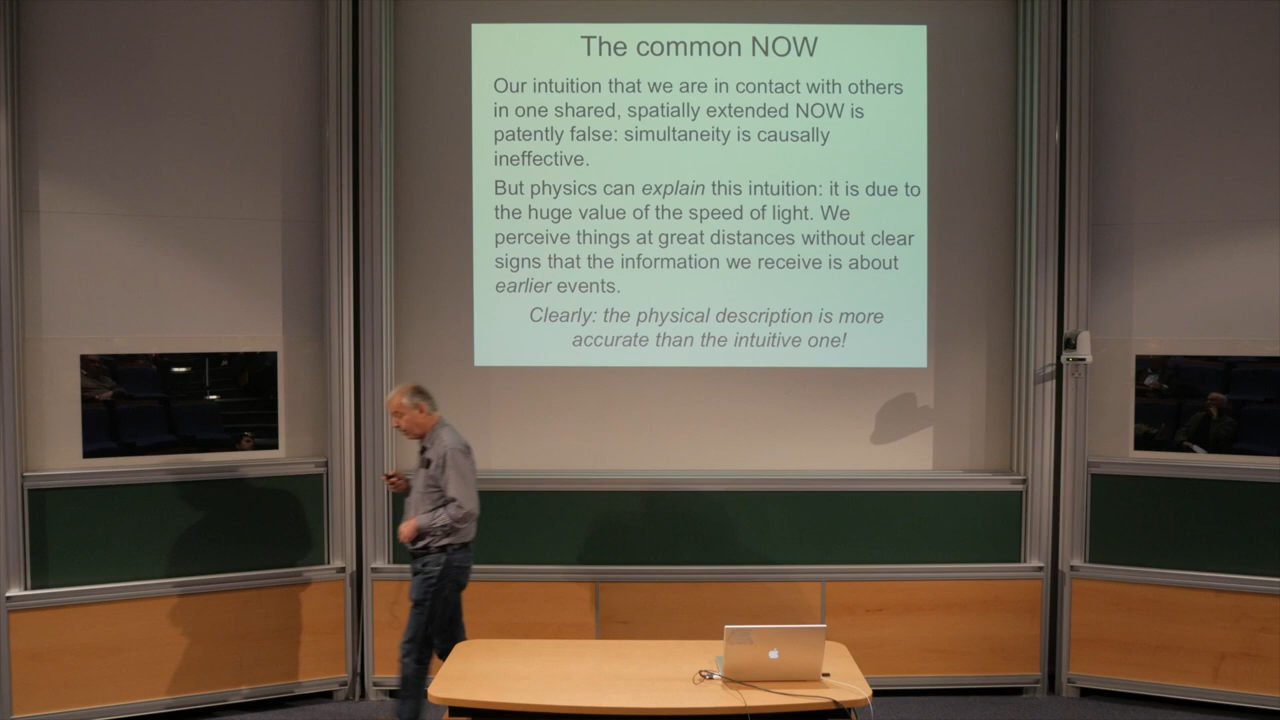 The common NOW
Our intuition that we are in contact with others
in one shared, spatially extended NOW is
patently false: simultaneity is causally
ineffective.
But physics can explain this intuition: it is due to
the huge value of the speed of light. We
perceive things at great distances without clear
signs that the information we receive is about
earlier events.
Clearly: the physical description is more
accurate than the intuitive one!